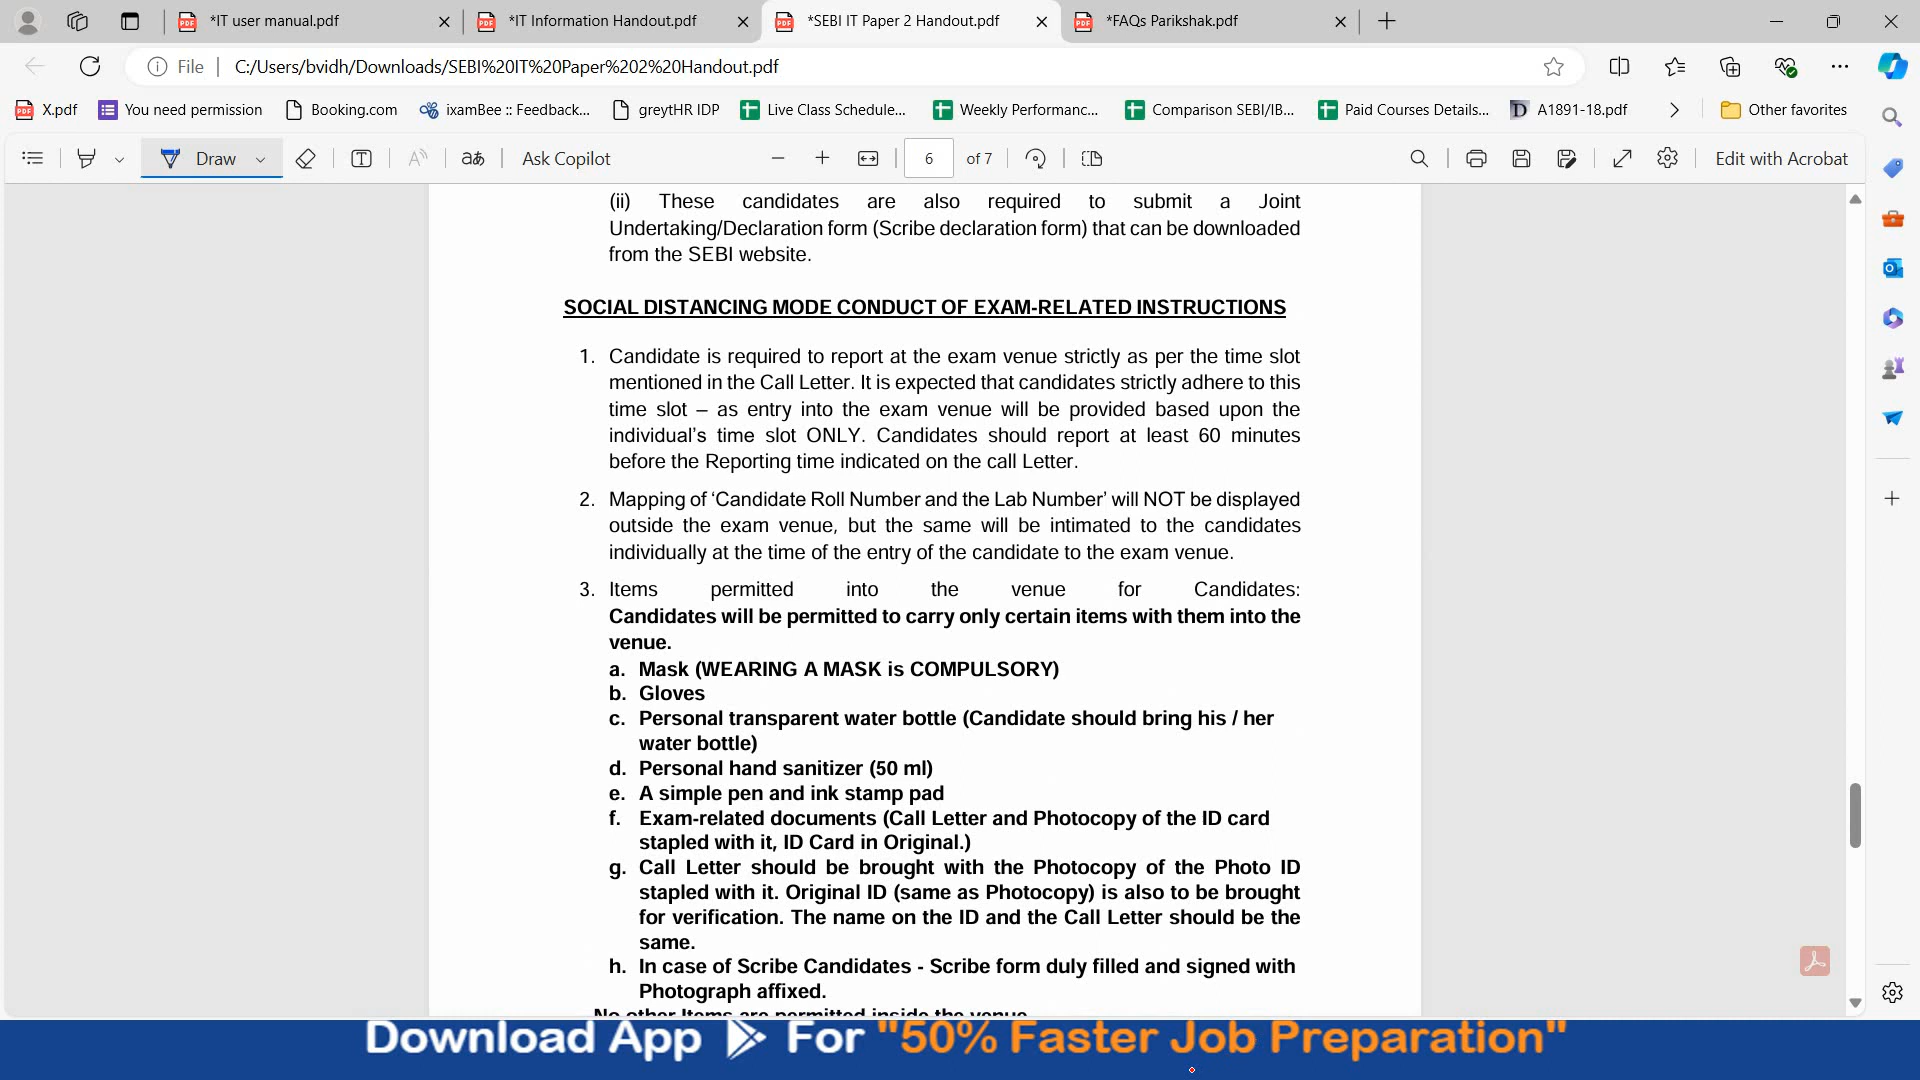 *IT user manual.pdf
*IT Information Handout.pdf
*SEBI IT Paper 2 Handout.pdf
*FAQs Parikshak.pdf
File
C:/Users/bvidh/Downloads/SEBI%20IT%20Paper%202%20Handout.pdf
X.pdf
You need permission
Booking.com
ixamBee :: Feedback...
greytHR IDP
Live Class Schedule...
Weekly Performanc...
Comparison SEBI/IB...
Paid Courses Details...
A1891-18.pdf
Other favorites
Draw
Ask Copilot
6
of 7
Edit with Acrobat
(ii) These candidates are also required to submit a Joint
Undertaking/Declaration form (Scribe declaration form) that can be downloaded
from the SEBI website.
SOCIAL DISTANCING MODE CONDUCT OF EXAM-RELATED INSTRUCTIONS
1. Candidate is required to report at the exam venue strictly as per the time slot
mentioned in the Call Letter. It is expected that candidates strictly adhere to this
time slot – as entry into the exam venue will be provided based upon the
individual’s time slot ONLY. Candidates should report at least 60 minutes
before the Reporting time indicated on the call Letter.
2. Mapping of ‘Candidate Roll Number and the Lab Number’ will NOT be displayed
outside the exam venue, but the same will be intimated to the candidates
individually at the time of the entry of the candidate to the exam venue.
3. Items permitted into the venue for Candidates:
Candidates will be permitted to carry only certain items with them into the
venue.
a. Mask (WEARING A MASK is COMPULSORY)
b. Gloves
c. Personal transparent water bottle (Candidate should bring his / her
water bottle)
d. Personal hand sanitizer (50 ml)
e. A simple pen and ink stamp pad
f. Exam-related documents (Call Letter and Photocopy of the ID card
stapled with it, ID Card in Original.)
g. Call Letter should be brought with the Photocopy of the Photo ID
stapled with it. Original ID (same as Photocopy) is also to be brought
for verification. The name on the ID and the Call Letter should be the
same.
h. In case of Scribe Candidates - Scribe form duly filled and signed with
Photograph affixed.
No other Items are permitted inside the venue
Download App For "50% Faster Job Preparation"